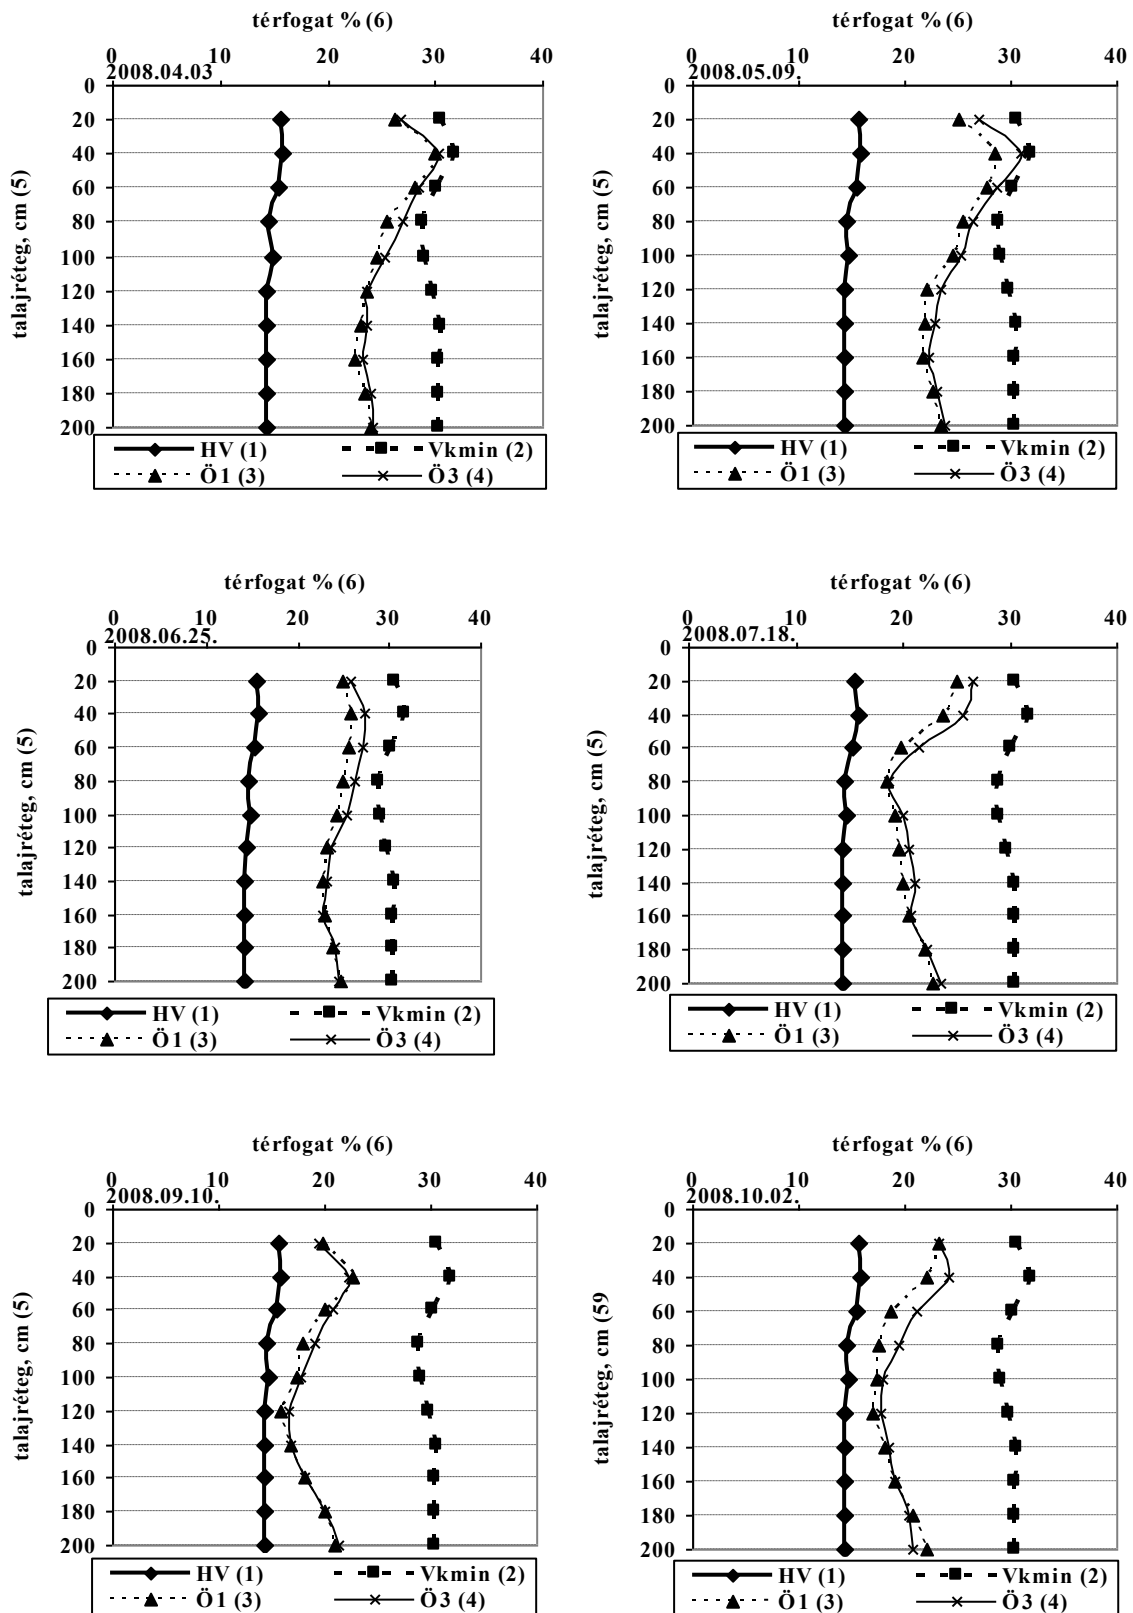 térfogat % (6)
0 10 20 30 40
2008.04.03
0
20
40
60
80
100
120
140
160
180
200
talajréteg, cm (5)
HV (1) Vkmin (2)
Ö1 (3) Ö3 (4)
térfogat % (6)
0 10 20 30 40
2008.05.09.
0
20
40
60
80
100
120
140
160
180
200
talajréteg, cm (5)
HV (1) Vkmin (2)
Ö1 (3) Ö3 (4)
térfogat % (6)
0 10 20 30 40
2008.06.25.
0
20
40
60
80
100
120
140
160
180
200
talajréteg, cm (5)
HV (1) Vkmin (2)
Ö1 (3) Ö3 (4)
térfogat % (6)
0 10 20 30 40
2008.07.18.
0
20
40
60
80
100
120
140
160
180
200
talajréteg, cm (5)
HV (1) Vkmin (2)
Ö1 (3) Ö3 (4)
térfogat % (6)
0 10 20 30 40
2008.09.10.
0
20
40
60
80
100
120
140
160
180
200
talajréteg, cm (5)
HV (1) Vkmin (2)
Ö1 (3) Ö3 (4)
térfogat % (6)
0 10 20 30 40
2008.10.02.
0
20
40
60
80
100
120
140
160
180
200
talajréteg, cm (59
HV (1) Vkmin (2)
Ö1 (3) Ö3 (4)